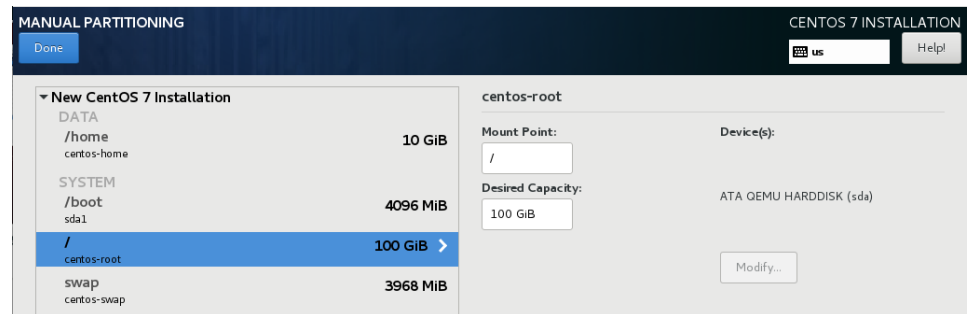 MANUAL PARTITIONING
CENTOS 7 INSTALLATION
Done
us
Help!
New CentOS 7 Installation
DATA
/home
10 GiB
centos-home
SYSTEM
/boot
4096 MiB
sda1
/
100 GiB
centos-root
swap
3968 MiB
centos-swap
centos-root
Mount Point:
Device(s):
/
Desired Capacity:
ATA QEMU HARDDISK (sda)
100 GiB
Modify...